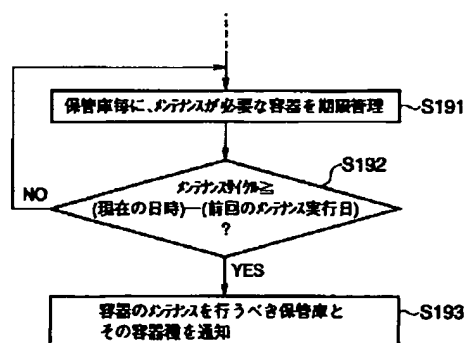 保管庫毎に、メンテナンスが必要な容器を期限管理
S191
S192
メンテナンスサイクル≧
(現在の日時)―(前回のメンテナンス実行日)
?
NO
YES
容器のメンテナンスを行うべき保管庫と
その容器種を通知
S193